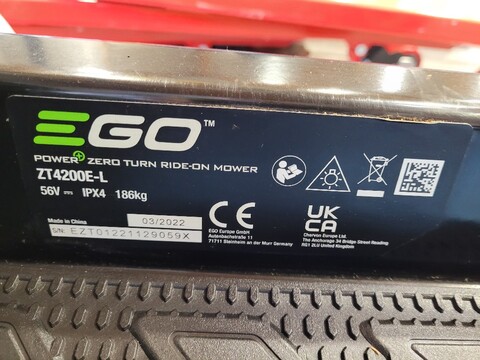 EGO™
POWER+ ZERO TURN RIDE-ON MOWER
ZT4200E-L
56V ⎓ IPX4 186kg
Made in China 03/2022
S/N: EZT01221129059X
CE
EGO Europe GmbH
Autenbachstraße 11
71711 Steinheim an der Murr Germany
UK
CA
Chervon Europe Ltd.
The Anchorage 34 Bridge Street Reading
RG1 2LU United Kingdom